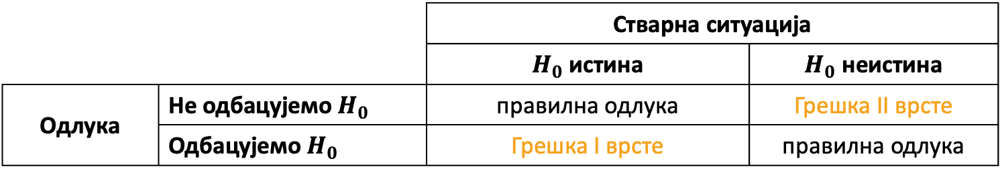 Стварна ситуација
H₀ истина
H₀ неистина
Одлука
Не одбацујемо H₀
правилна одлука
Грешка II врсте
Одбацујемо H₀
Грешка I врсте
правилна одлука